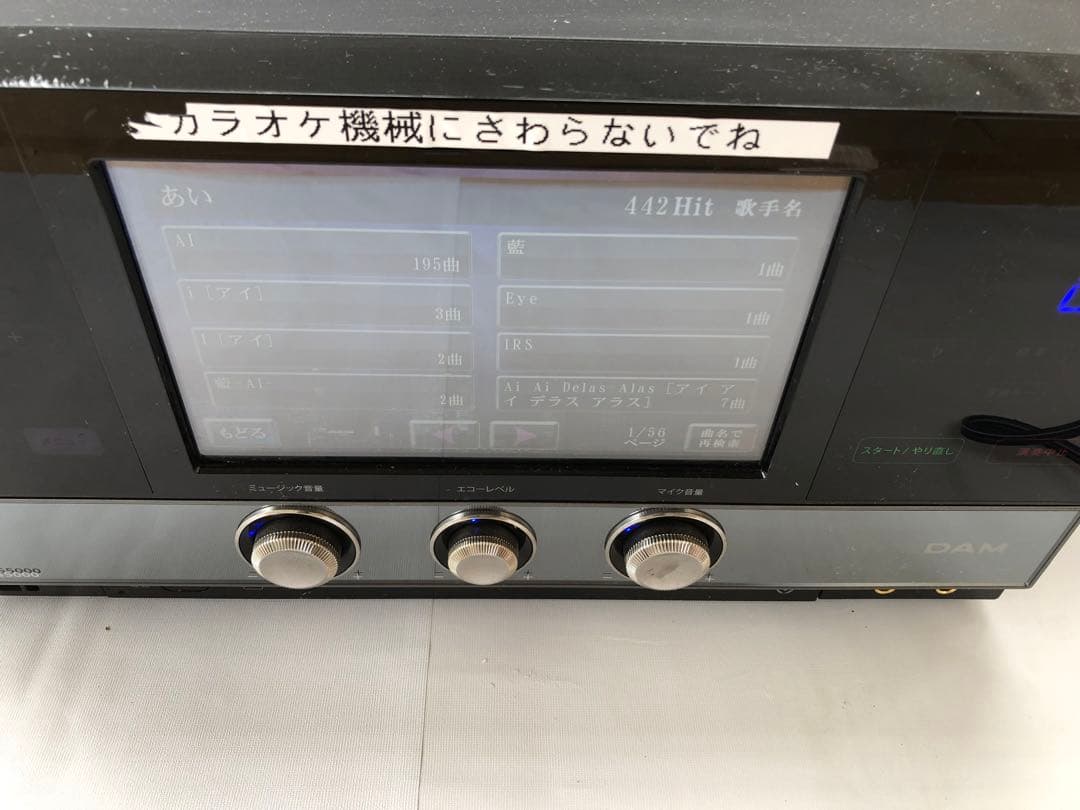 カラオケ機械にさわらないでね
あい
442Hit 歌手名
AI
195曲
藍
1曲
i [アイ]
3曲
Eye
1曲
I [アイ]
2曲
IRS
1曲
藍-AI-
2曲
Ai Ai Delas Alas [アイ ア
イ デラス アラス]
7曲
もどる
1/56
ページ
曲名で
再検索
スタート/やり直し
演奏中止
ミュージック音量
エコーレベル
マイク音量
DAM